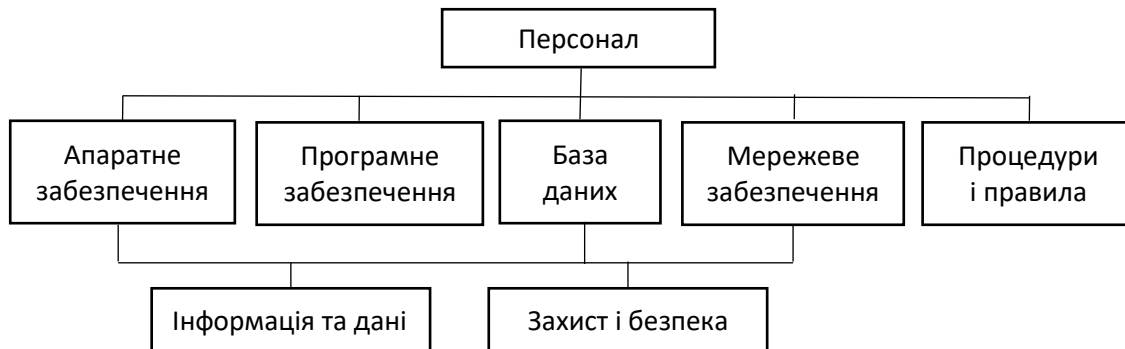 Персонал
Апаратне
забезпечення
Програмне
забезпечення
База
даних
Мережеве
забезпечення
Процедури
і правила
Інформація та дані
Захист і безпека